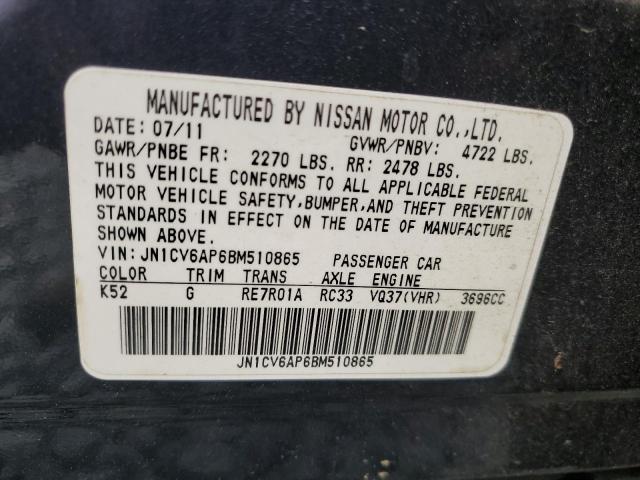 MANUFACTURED BY NISSAN MOTOR CO.,LTD.
DATE: 07/11 GVWR/PNBV: 4722 LBS.
GAWR/PNBE FR: 2270 LBS. RR: 2478 LBS.
THIS VEHICLE CONFORMS TO ALL APPLICABLE FEDERAL
MOTOR VEHICLE SAFETY,BUMPER,AND THEFT PREVENTION
STANDARDS IN EFFECT ON THE DATE OF MANUFACTURE
SHOWN ABOVE.
VIN:JN1CV6AP6BM510865 PASSENGER CAR
COLOR TRIM TRANS AXLE ENGINE
K52 G RE7R01A RC33 VQ37(VHR) 3696CC
JN1CV6AP6BM510865